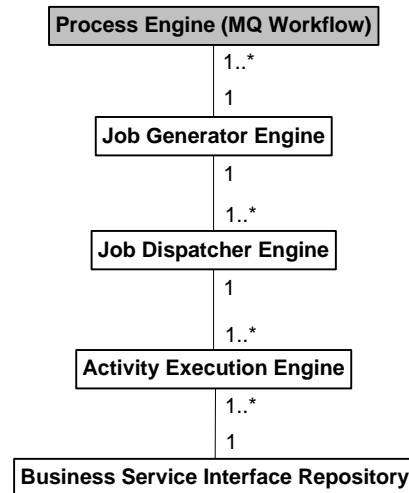 Process Engine (MQ Workflow)
1..*
1
Job Generator Engine
1
1..*
Job Dispatcher Engine
1
1..*
Activity Execution Engine
1..*
1
Business Service Interface Repository